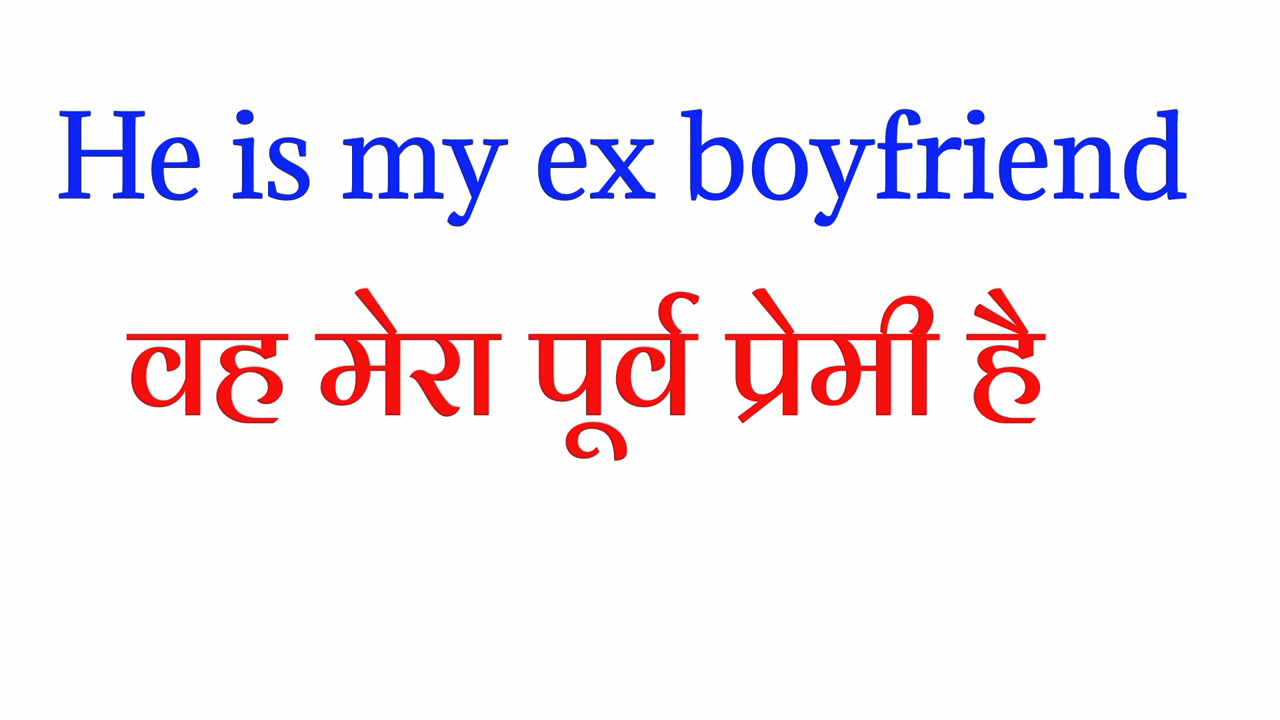 He is my ex boyfriend
वह मेरा पूर्व प्रेमी है